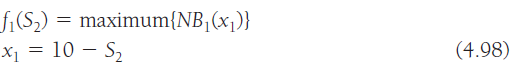 f₁(S₂) = maximum{NB₁(x₁)}
x₁ = 10 − S₂ (4.98)